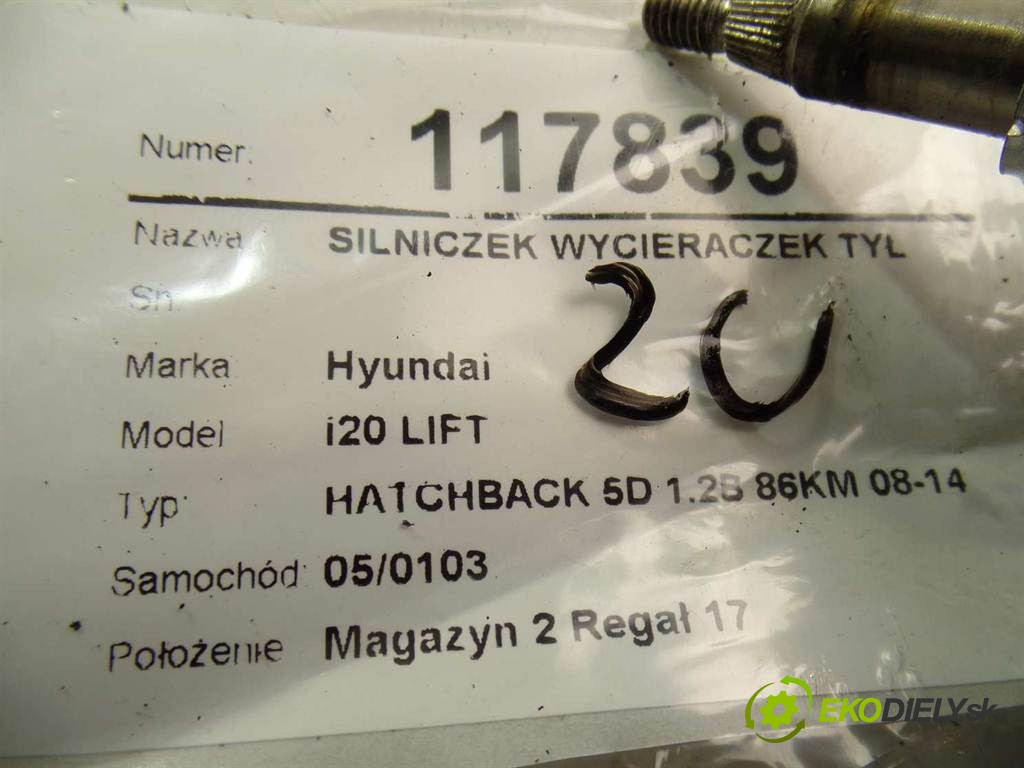 Numer: 117839
Nazwa SILNICZEK WYCIERACZEK TYL
Sn
20
Marka Hyundai
Model i20 LIFT
Typ HATCHBACK 5D 1.2B 86KM 08-14
Samochód: 05/0103
Położenie Magazyn 2 Regał 17
EKODIELY.sk